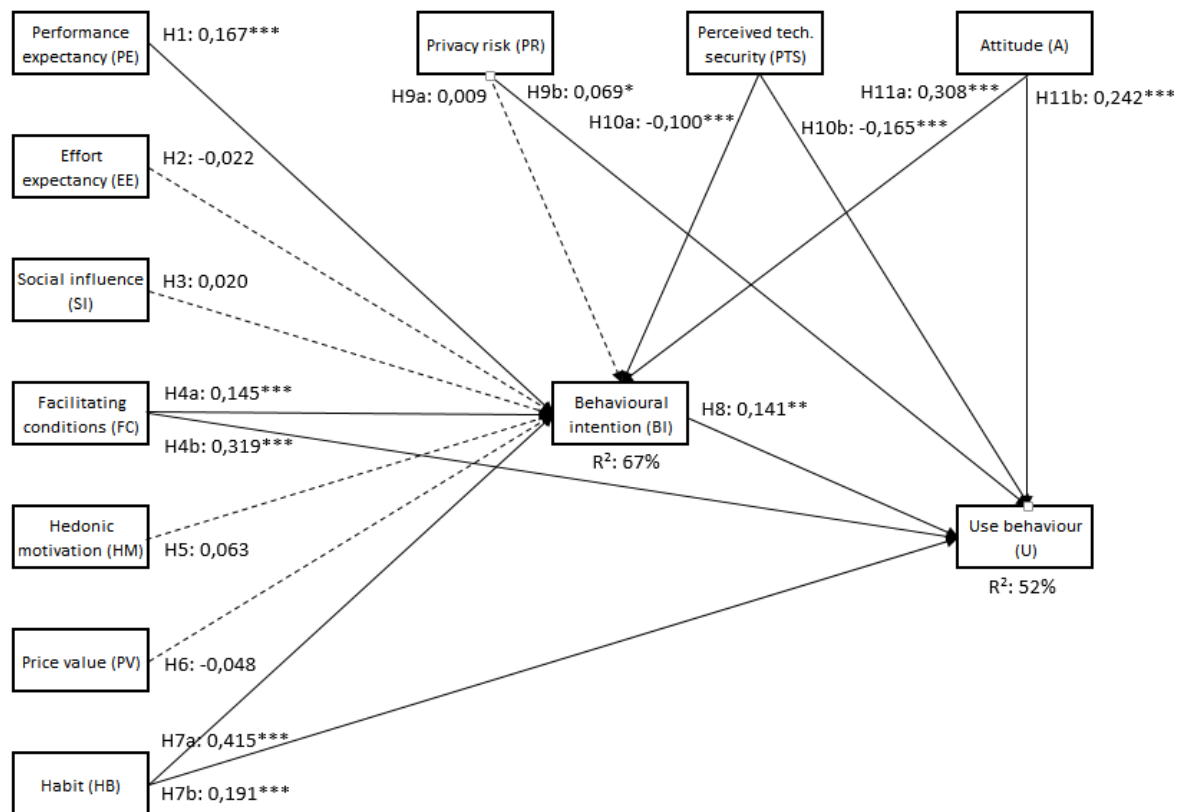 Performance
expectancy (PE)
H1: 0,167***
Privacy risk (PR)
Perceived tech.
security (PTS)
Attitude (A)
H9a: 0,009
H9b: 0,069*
H10a: -0,100***
H10b: -0,165***
H11a: 0,308***
H11b: 0,242***
Effort
expectancy (EE)
H2: -0,022
Social influence
(SI)
H3: 0,020
Facilitating
conditions (FC)
H4a: 0,145***
H4b: 0,319***
Behavioural
intention (BI)
R²: 67%
H8: 0,141**
Hedonic
motivation (HM)
H5: 0,063
Use behaviour
(U)
R²: 52%
Price value (PV)
H6: -0,048
Habit (HB)
H7a: 0,415***
H7b: 0,191***